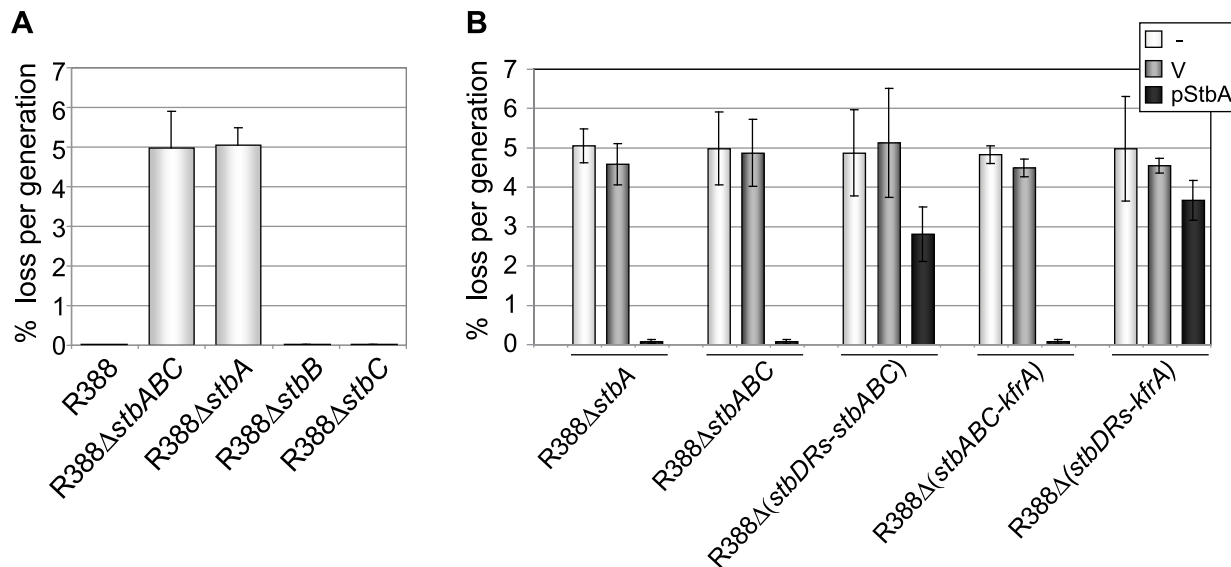 A
% loss per generation
7
6
5
4
3
2
1
0
R388
R388ΔstbABC
R388ΔstbA
R388ΔstbB
R388ΔstbC
B
-
V
pStbA
% loss per generation
7
6
5
4
3
2
1
0
R388ΔstbA
R388ΔstbABC
R388Δ(stbDRs-stbABC)
R388Δ(stbABC-kfrA)
R388Δ(stbDRs-kfrA)